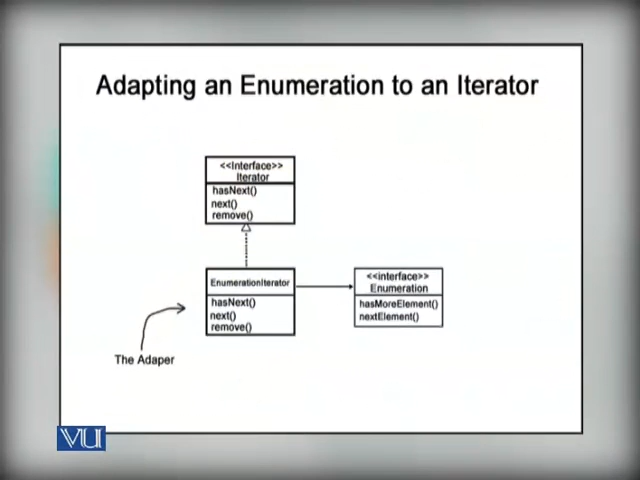 Adapting an Enumeration to an Iterator
<<Interface>>
Iterator
hasNext()
next()
remove()
EnumerationIterator
hasNext()
next()
remove()
<<interface>>
Enumeration
hasMoreElement()
nextElement()
The Adaper
VU